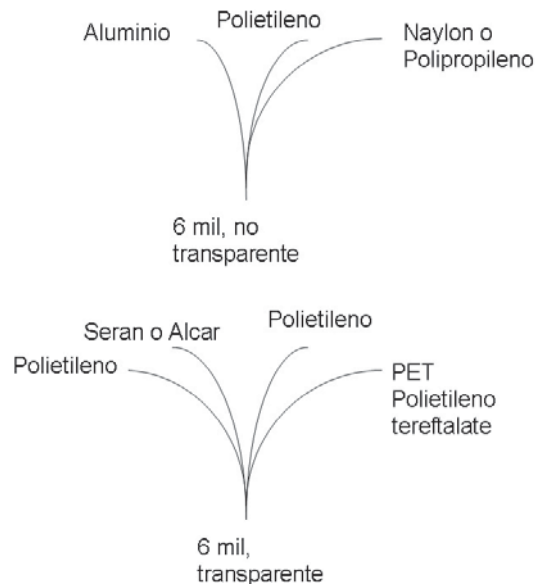 Aluminio
Polietileno
Naylon o
Polipropileno
6 mil, no
transparente
Seran o Alcar
Polietileno
Polietileno
PET
Polietileno
tereftalate
6 mil,
transparente